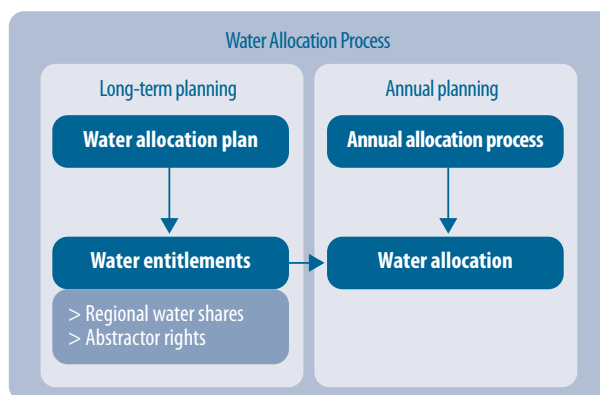 Water Allocation Process
Long-term planning
Annual planning
Water allocation plan
Annual allocation process
Water entitlements
Water allocation
> Regional water shares
> Abstractor rights